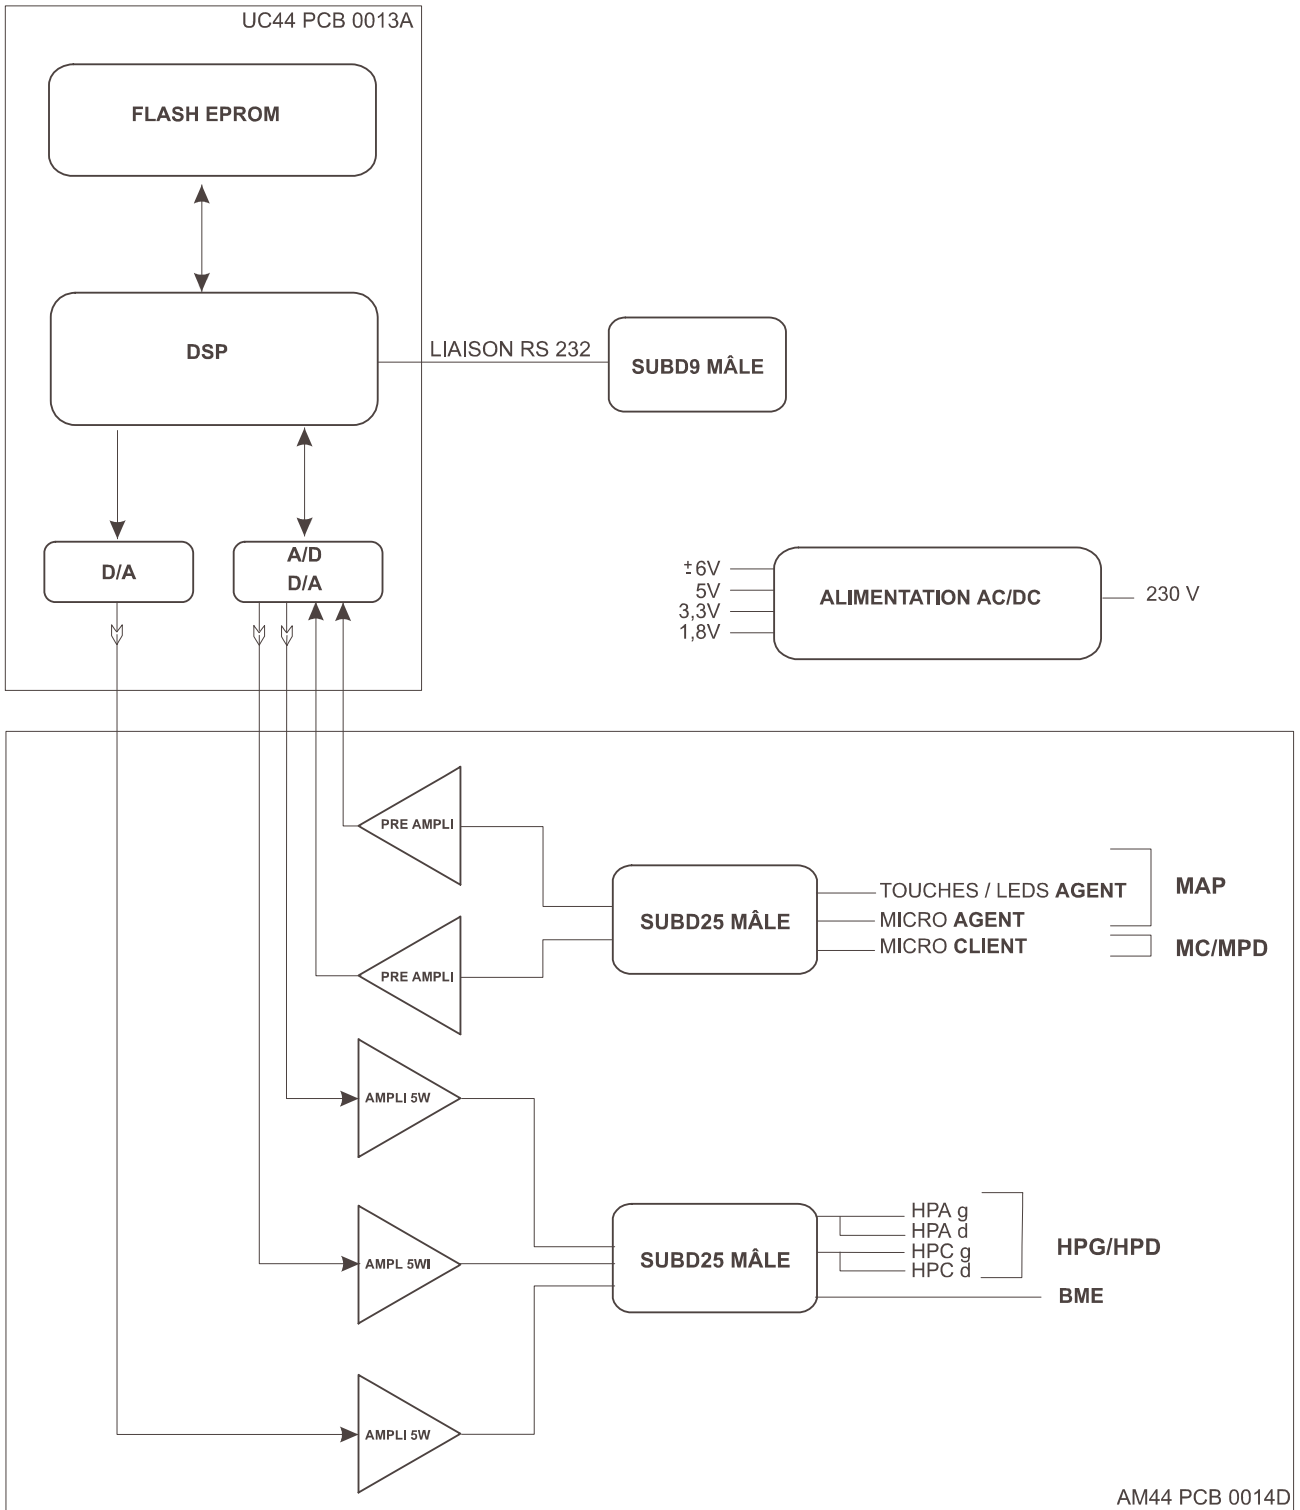 UC44 PCB 0013A
FLASH EPROM
DSP
LIAISON RS 232
SUBD9 MÂLE
D/A
A/D
D/A
±6V
5V
3,3V
1,8V
ALIMENTATION AC/DC
230 V
PRE AMPLI
PRE AMPLI
SUBD25 MÂLE
TOUCHES / LEDS AGENT
MICRO AGENT
MICRO CLIENT
MAP
MC/MPD
AMPLI 5W
AMPL 5WI
AMPLI 5W
SUBD25 MÂLE
HPA g
HPA d
HPC g
HPC d
HPG/HPD
BME
AM44 PCB 0014D